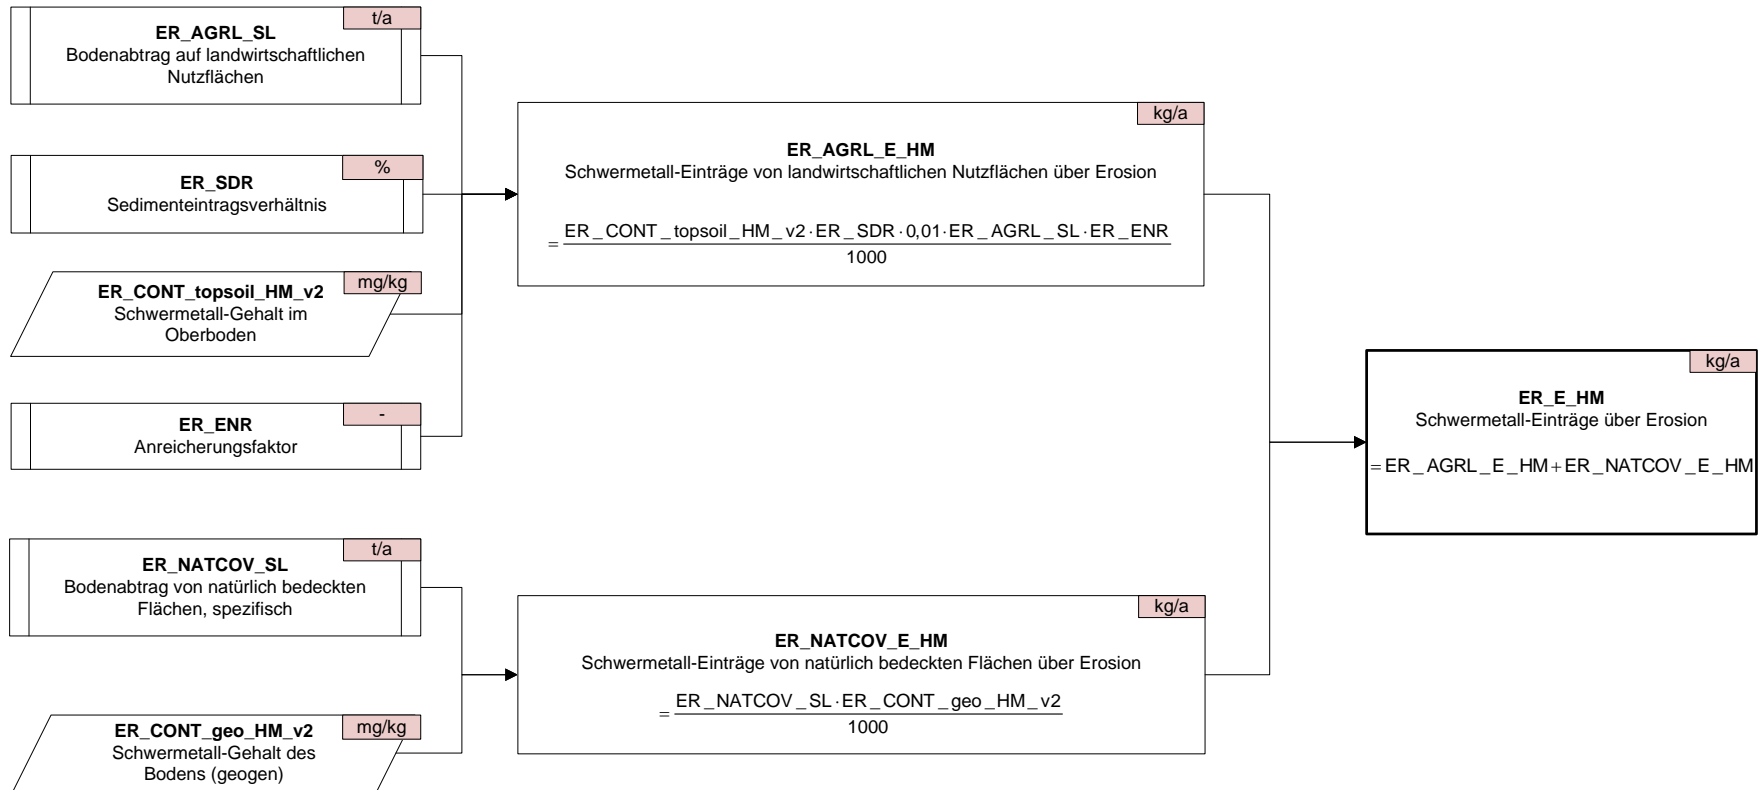 t/a
ER_AGRL_SL
Bodenabtrag auf landwirtschaftlichen
Nutzflächen
%
ER_SDR
Sedimenteintragsverhältnis
mg/kg
ER_CONT_topsoil_HM_v2
Schwermetall-Gehalt im
Oberboden
-
ER_ENR
Anreicherungsfaktor
t/a
ER_NATCOV_SL
Bodenabtrag von natürlich bedeckten
Flächen, spezifisch
mg/kg
ER_CONT_geo_HM_v2
Schwermetall-Gehalt des
Bodens (geogen)
kg/a
ER_AGRL_E_HM
Schwermetall-Einträge von landwirtschaftlichen Nutzflächen über Erosion
= ER_CONT_topsoil_HM_v2·ER_SDR·0,01·ER_AGRL_SL·ER_ENR
1000
kg/a
ER_NATCOV_E_HM
Schwermetall-Einträge von natürlich bedeckten Flächen über Erosion
= ER_NATCOV_SL·ER_CONT_geo_HM_v2
1000
kg/a
ER_E_HM
Schwermetall-Einträge über Erosion
=ER_AGRL_E_HM+ER_NATCOV_E_HM